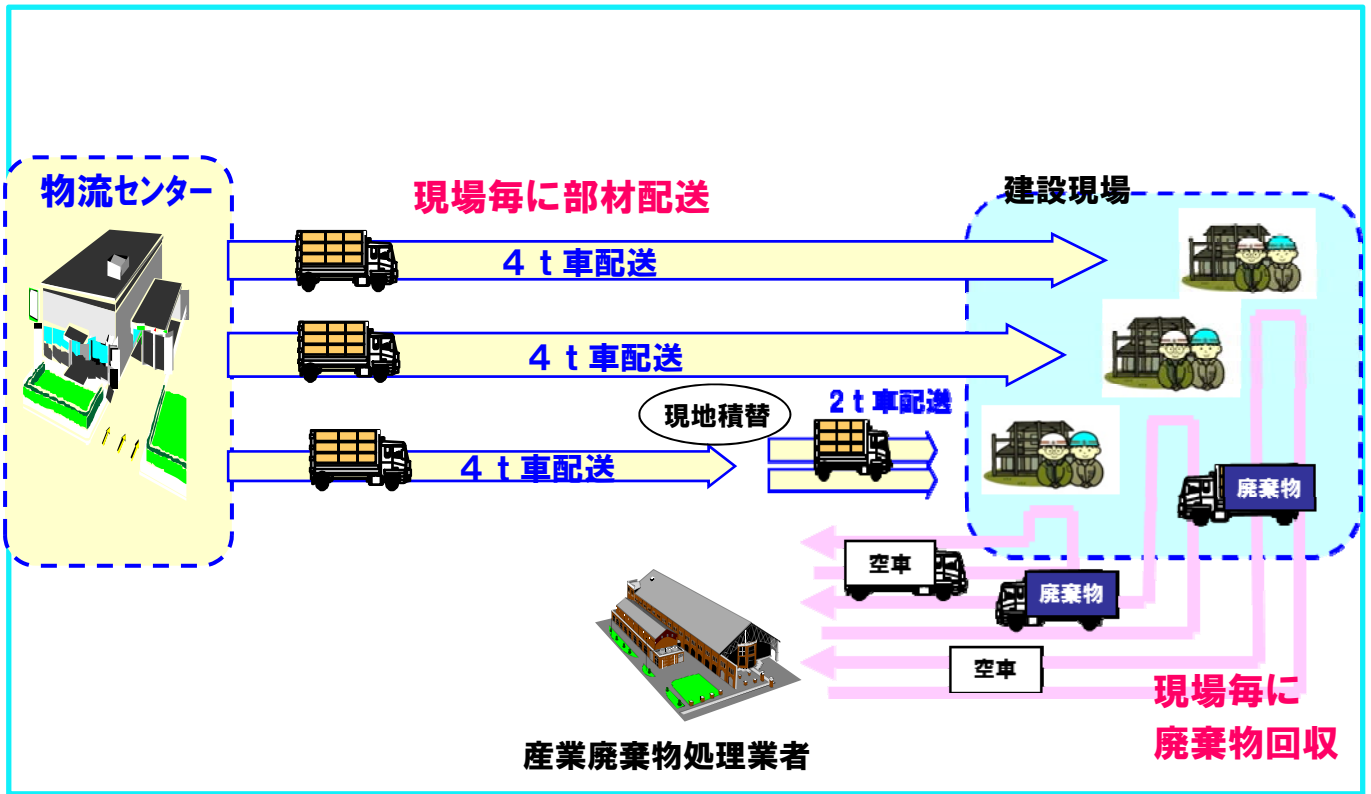 物流センター
現場毎に部材配送
建設現場
４ｔ車配送
４ｔ車配送
現地積替
２ｔ車配送
４ｔ車配送
廃棄物
空車
廃棄物
空車
現場毎に
廃棄物回収
産業廃棄物処理業者